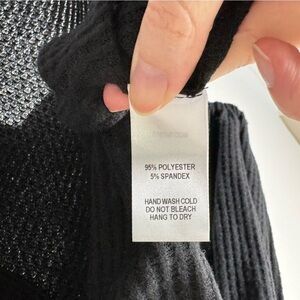 95% POLYESTER
5% SPANDEX
HAND WASH COLD
DO NOT BLEACH
HANG TO DRY